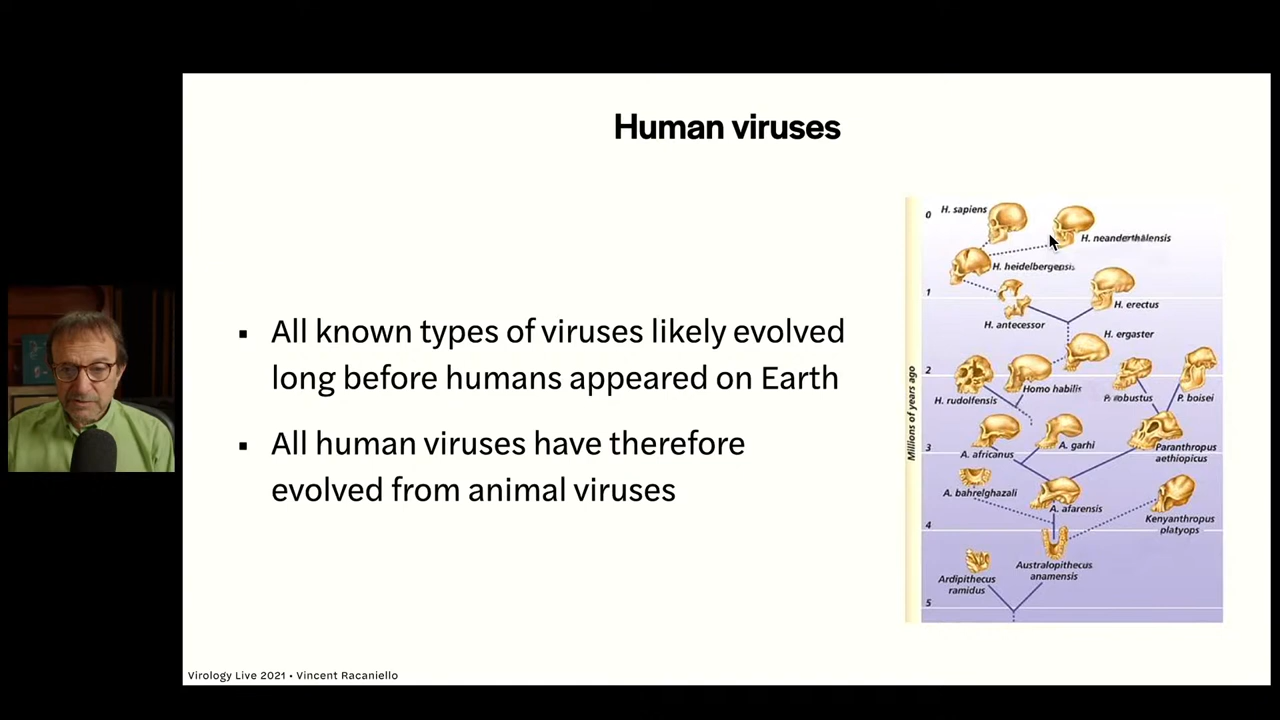 Human viruses
▪ All known types of viruses likely evolved
long before humans appeared on Earth
▪ All human viruses have therefore
evolved from animal viruses
Millions of years ago
0
H. sapiens
H. neanderthalensis
H. heidelbergensis
1
H. erectus
H. antecessor
H. ergaster
2
Homo habilis
H. rudolfensis
P. robustus
P. boisei
3
A. garhi
A. africanus
Paranthropus
aethiopicus
A. bahrelghazali
A. afarensis
Kenyanthropus
platyops
4
Australopithecus
anamensis
Ardipithecus
ramidus
5
Virology Live 2021 • Vincent Racaniello